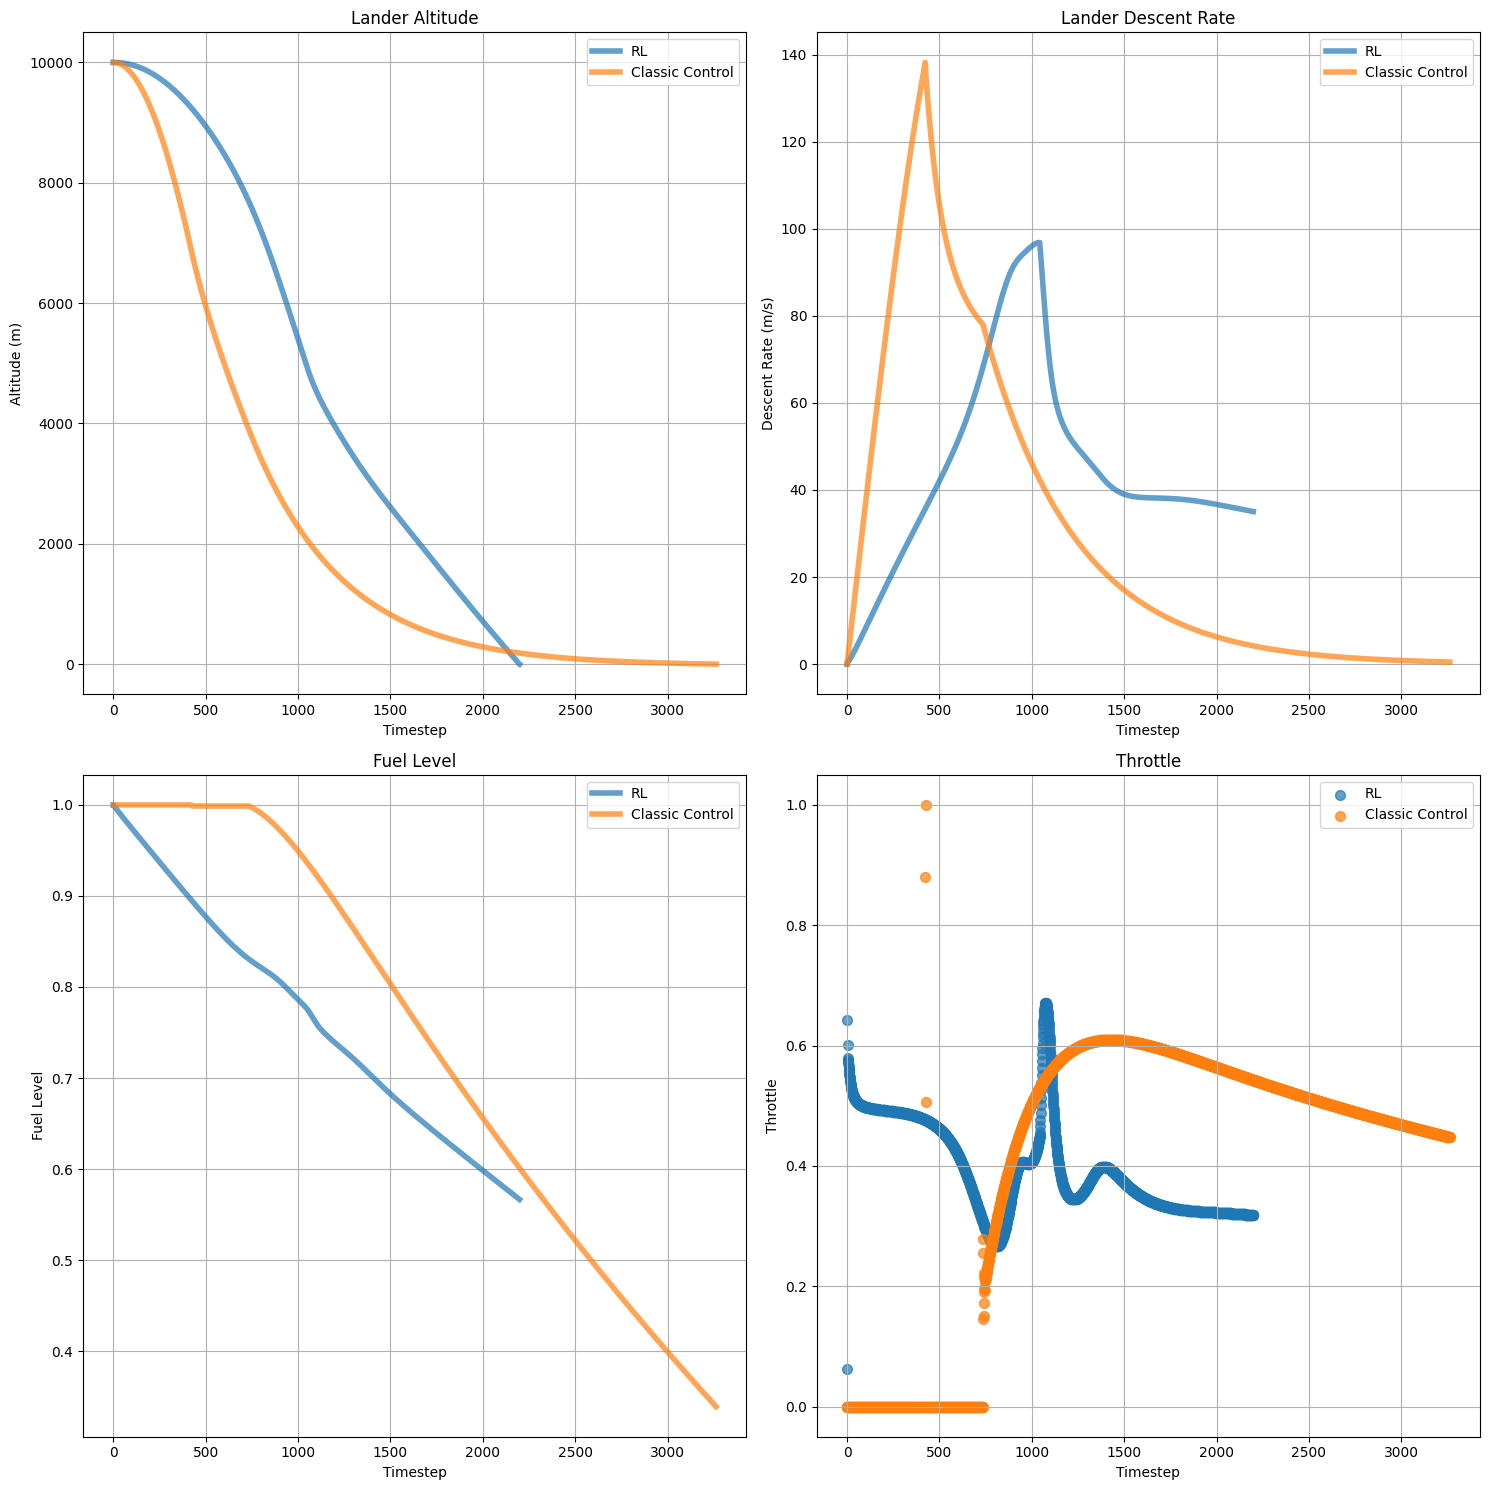 Lander Altitude
RL
Classic Control
Altitude (m)
10000
8000
6000
4000
2000
0
0 500 1000 1500 2000 2500 3000
Timestep
Lander Descent Rate
RL
Classic Control
Descent Rate (m/s)
140
120
100
80
60
40
20
0
0 500 1000 1500 2000 2500 3000
Timestep
Fuel Level
RL
Classic Control
Fuel Level
1.0
0.9
0.8
0.7
0.6
0.5
0.4
0 500 1000 1500 2000 2500 3000
Timestep
Throttle
RL
Classic Control
Throttle
1.0
0.8
0.6
0.4
0.2
0.0
0 500 1000 1500 2000 2500 3000
Timestep